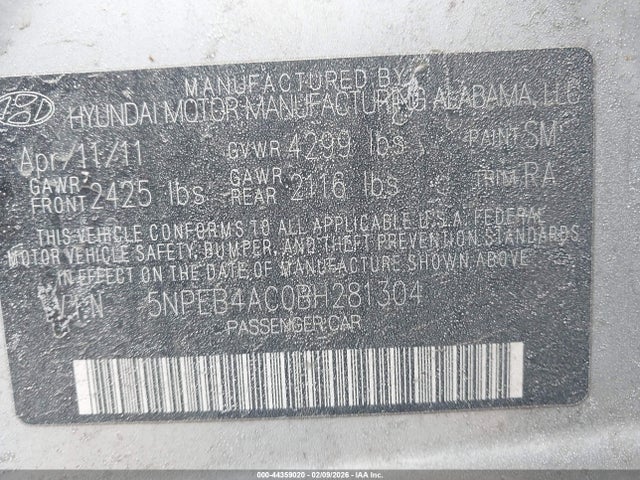 MANUFACTURED BY
HYUNDAI MOTOR MANUFACTURING ALABAMA, LLC
Apr/11/11 GVWR 4299 lbs PAINT SM
GAWR FRONT 2425 lbs GAWR REAR 2116 lbs TRIM RA
THIS VEHICLE CONFORMS TO ALL APPLICABLE U.S.A. FEDERAL
MOTOR VEHICLE SAFETY, BUMPER, AND THEFT PREVENTION STANDARDS
IN EFFECT ON THE DATE OF MANUFACTURE SHOWN ABOVE.
VIN 5NPEB4AC0BH281304
PASSENGER CAR
000-44359020 - 02/09/2026 - IAA, Inc.